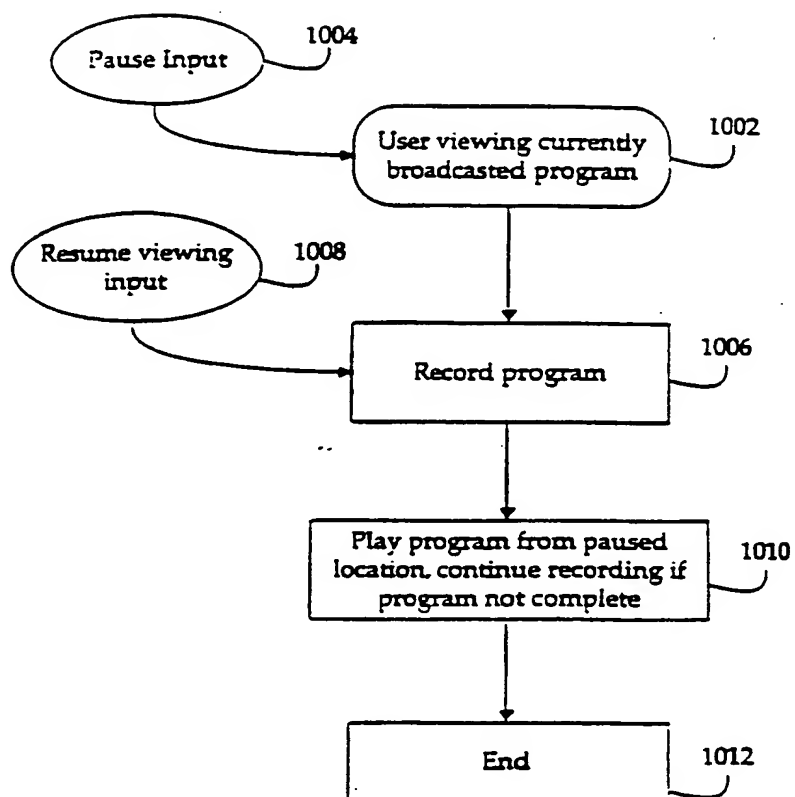 1004
Pause Input
1002
User viewing currently
broadcasted program
Resume viewing
input
1008
1006
Record program
Play program from paused
location, continue recording if
program not complete
1010
End
1012